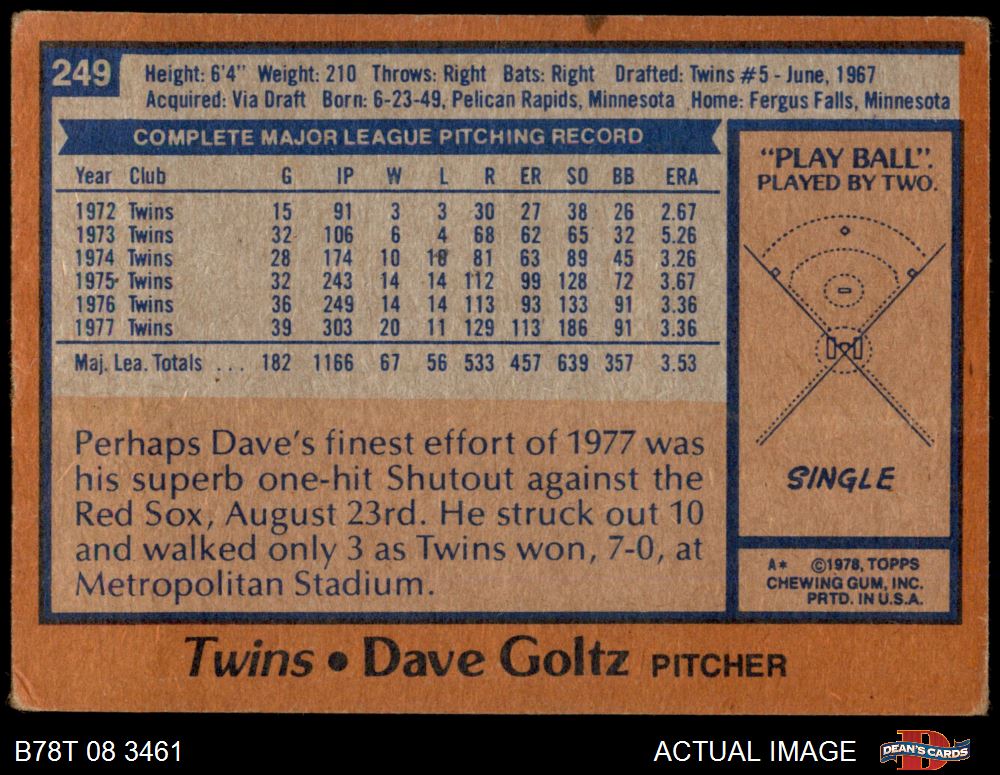 249
Height: 6'4" Weight: 210 Throws: Right Bats: Right Drafted: Twins #5 - June, 1967
Acquired: Via Draft Born: 6-23-49, Pelican Rapids, Minnesota Home: Fergus Falls, Minnesota
COMPLETE MAJOR LEAGUE PITCHING RECORD
Year Club G IP W L R ER SO BB ERA
1972 Twins 15 91 3 3 30 27 38 26 2.67
1973 Twins 32 106 6 4 68 62 65 32 5.26
1974 Twins 28 174 10 10 81 63 89 45 3.26
1975 Twins 32 243 14 14 112 99 128 72 3.67
1976 Twins 36 249 14 14 113 93 133 91 3.36
1977 Twins 39 303 20 11 129 113 186 91 3.36
Maj. Lea. Totals ... 182 1166 67 56 533 457 639 357 3.53
Perhaps Dave's finest effort of 1977 was
his superb one-hit Shutout against the
Red Sox, August 23rd. He struck out 10
and walked only 3 as Twins won, 7-0, at
Metropolitan Stadium.
"PLAY BALL".
PLAYED BY TWO.
SINGLE
A* ©1978, TOPPS
CHEWING GUM, INC.
PRTD. IN U.S.A.
Twins • Dave Goltz PITCHER
B78T 08 3461
ACTUAL IMAGE
D
DEAN'S CARDS